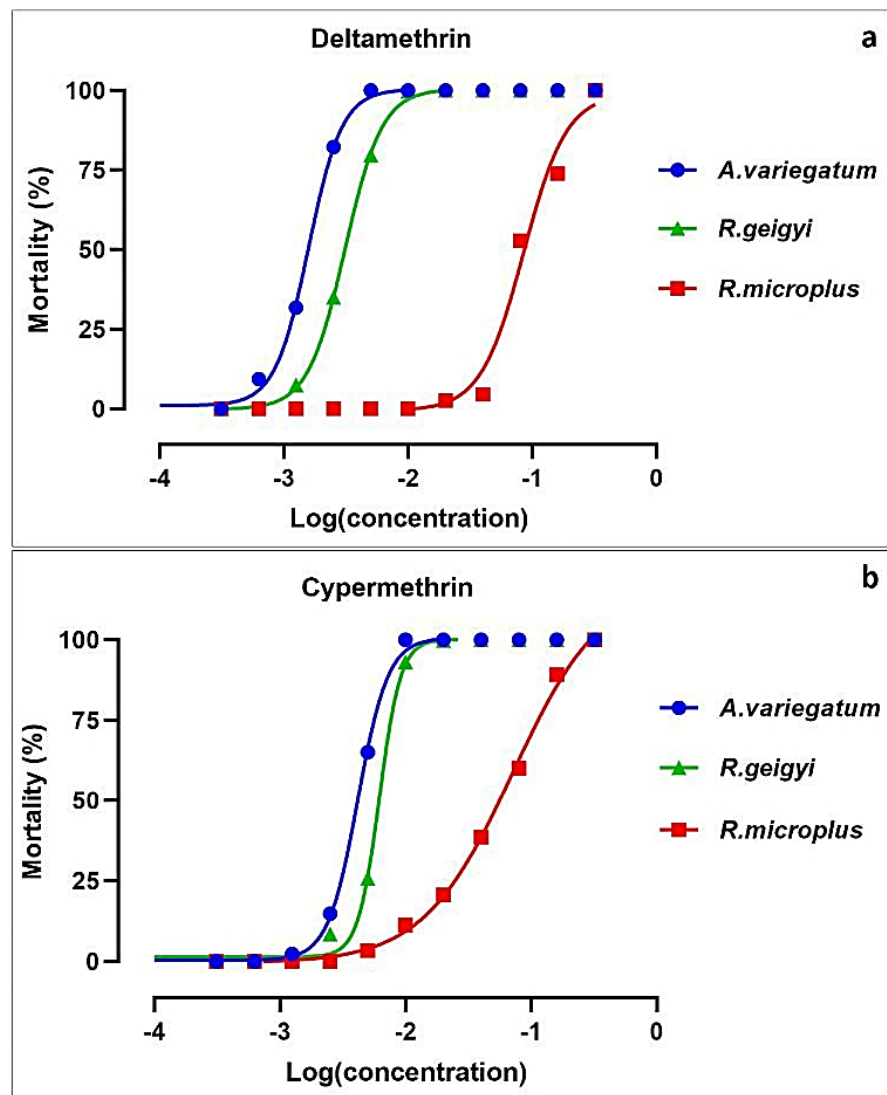 Deltamethrin
a
100
75
50
25
0
Mortality (%)
-4 -3 -2 -1 0
Log(concentration)
A.variegatum
R.geigyi
R.microplus
Cypermethrin
b
100
75
50
25
0
Mortality (%)
-4 -3 -2 -1 0
Log(concentration)
A.variegatum
R.geigyi
R.microplus